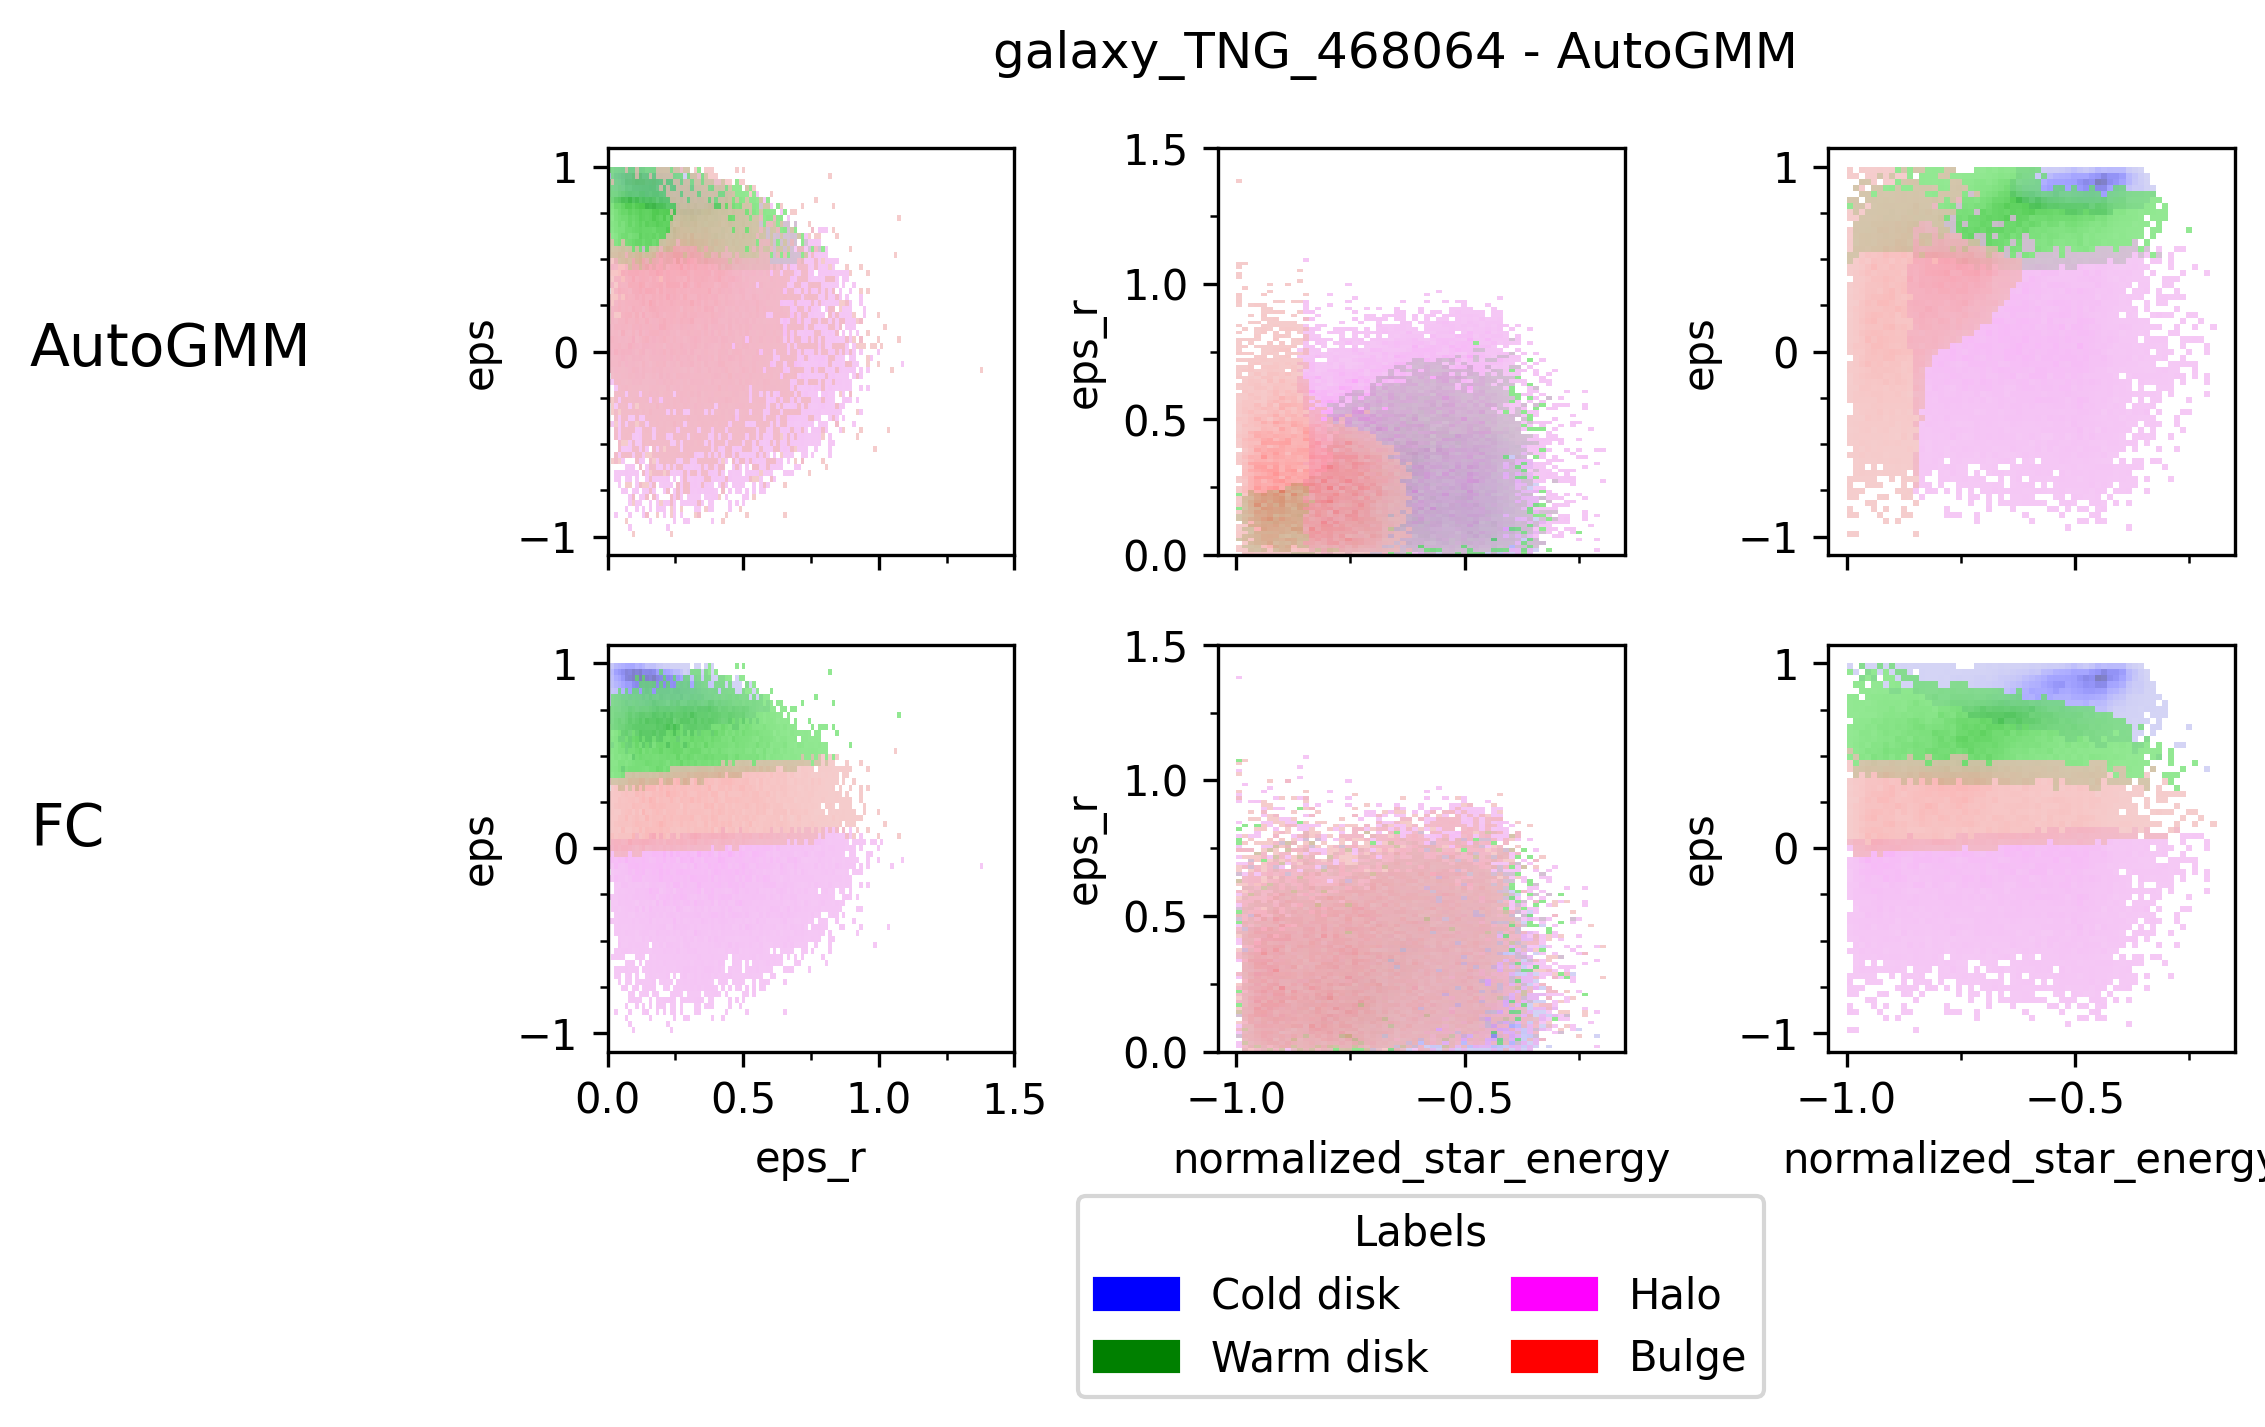 galaxy_TNG_468064 - AutoGMM
AutoGMM
eps
1
0
−1
eps_r
1.5
1.0
0.5
0.0
eps
1
0
−1
FC
eps
1
0
−1
0.0 0.5 1.0 1.5
eps_r
eps_r
1.5
1.0
0.5
0.0
−1.0 −0.5
normalized_star_energy
eps
1
0
−1
−1.0 −0.5
normalized_star_energy
Labels
Cold disk
Warm disk
Halo
Bulge